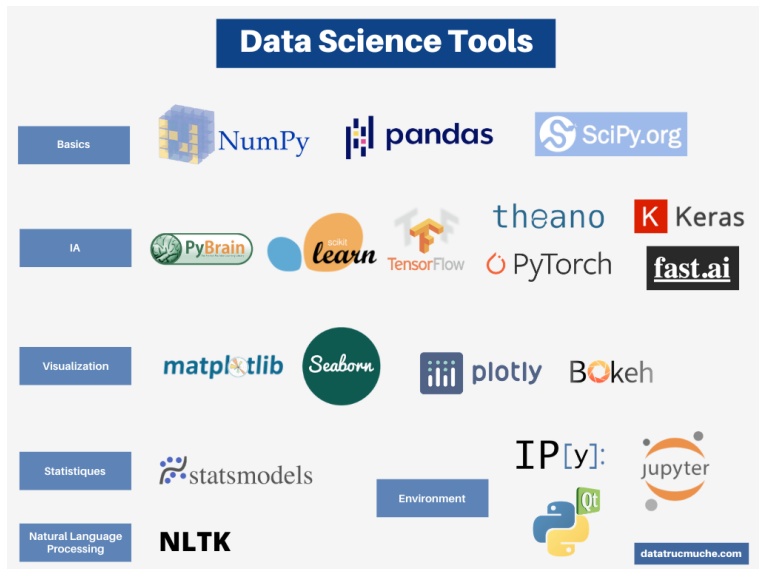 Data Science Tools
Basics
NumPy
pandas
SciPy.org
IA
PyBrain
scikit
learn
TensorFlow
theano
PyTorch
K Keras
fast.ai
Visualization
matplotlib
Seaborn
plotly
Bokeh
Statistiques
statsmodels
Environment
IP[y]:
Qt
jupyter
Natural Language
Processing
NLTK
datatrucmuche.com